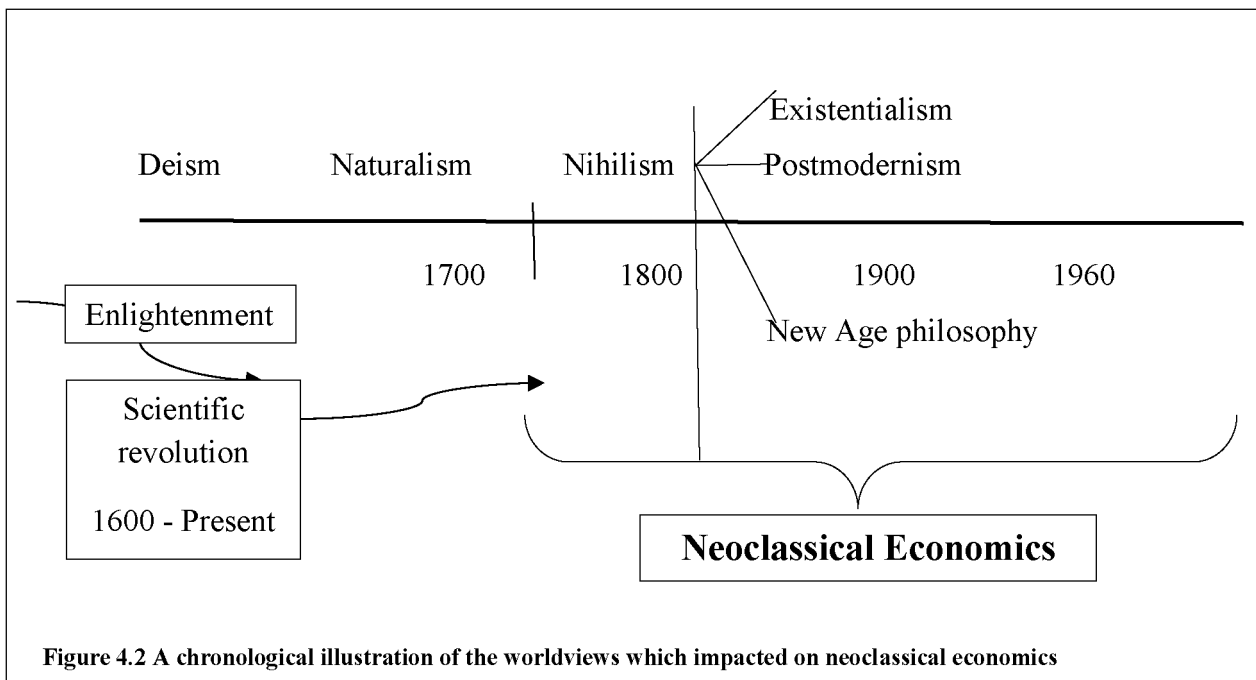 Existentialism
Deism Naturalism Nihilism Postmodernism
1700 1800 1900 1960
Enlightenment
New Age philosophy
Scientific
revolution
1600 - Present
Neoclassical Economics
Figure 4.2 A chronological illustration of the worldviews which impacted on neoclassical economics